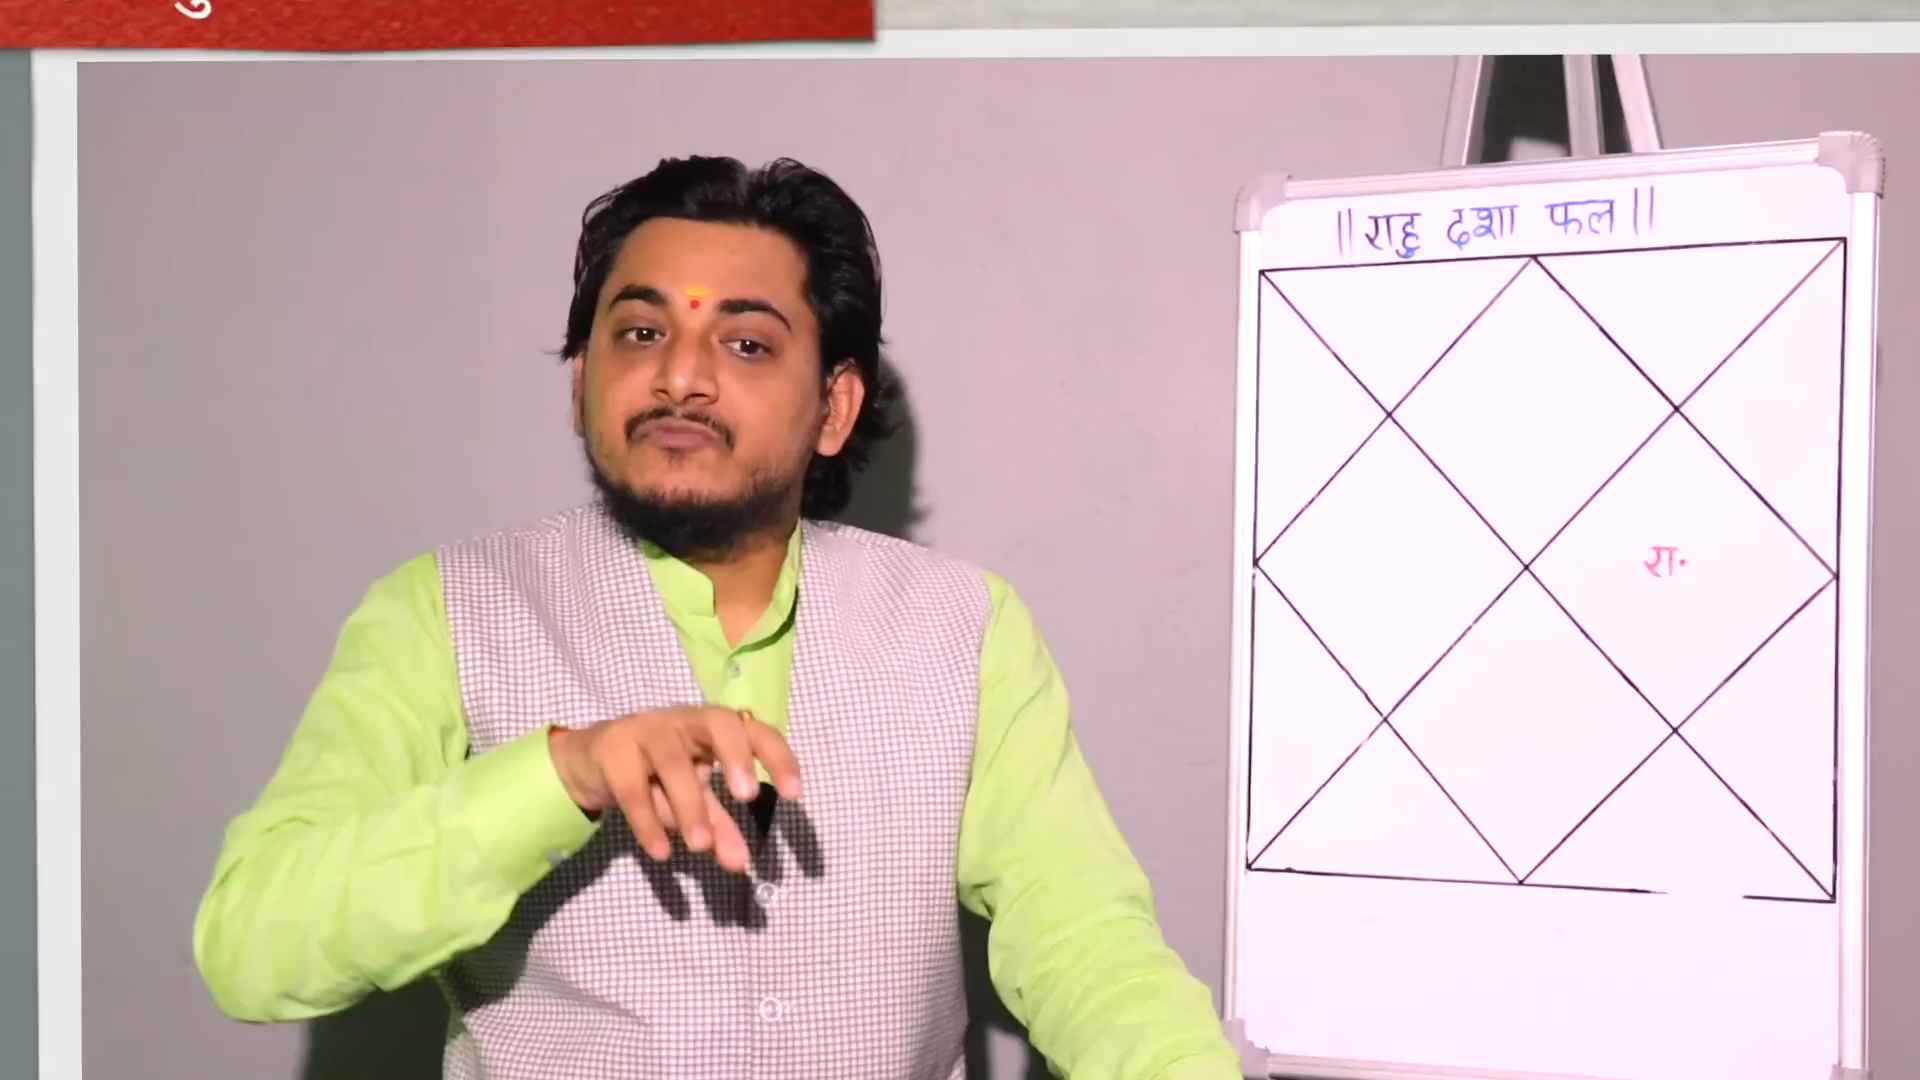 ॥ राहु दशा फल ॥
रा.